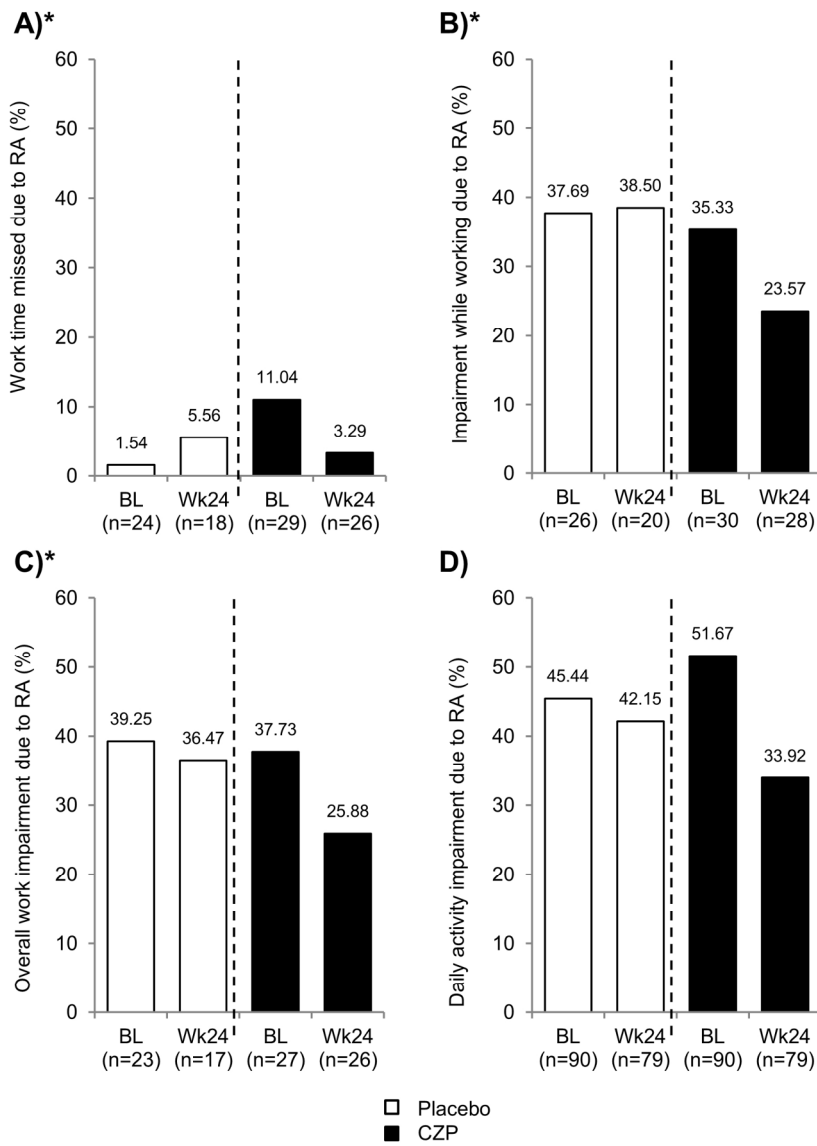 A)*
Work time missed due to RA (%)
60
50
40
30
20
10
0
1.54
5.56
11.04
3.29
BL
(n=24)
Wk24
(n=18)
BL
(n=29)
Wk24
(n=26)
B)*
Impairment while working due to RA (%)
60
50
40
30
20
10
0
37.69
38.50
35.33
23.57
BL
(n=26)
Wk24
(n=20)
BL
(n=30)
Wk24
(n=28)
C)*
Overall work impairment due to RA (%)
60
50
40
30
20
10
0
39.25
36.47
37.73
25.88
BL
(n=23)
Wk24
(n=17)
BL
(n=27)
Wk24
(n=26)
D)
Daily activity impairment due to RA (%)
60
50
40
30
20
10
0
45.44
42.15
51.67
33.92
BL
(n=90)
Wk24
(n=79)
BL
(n=90)
Wk24
(n=79)
Placebo
CZP